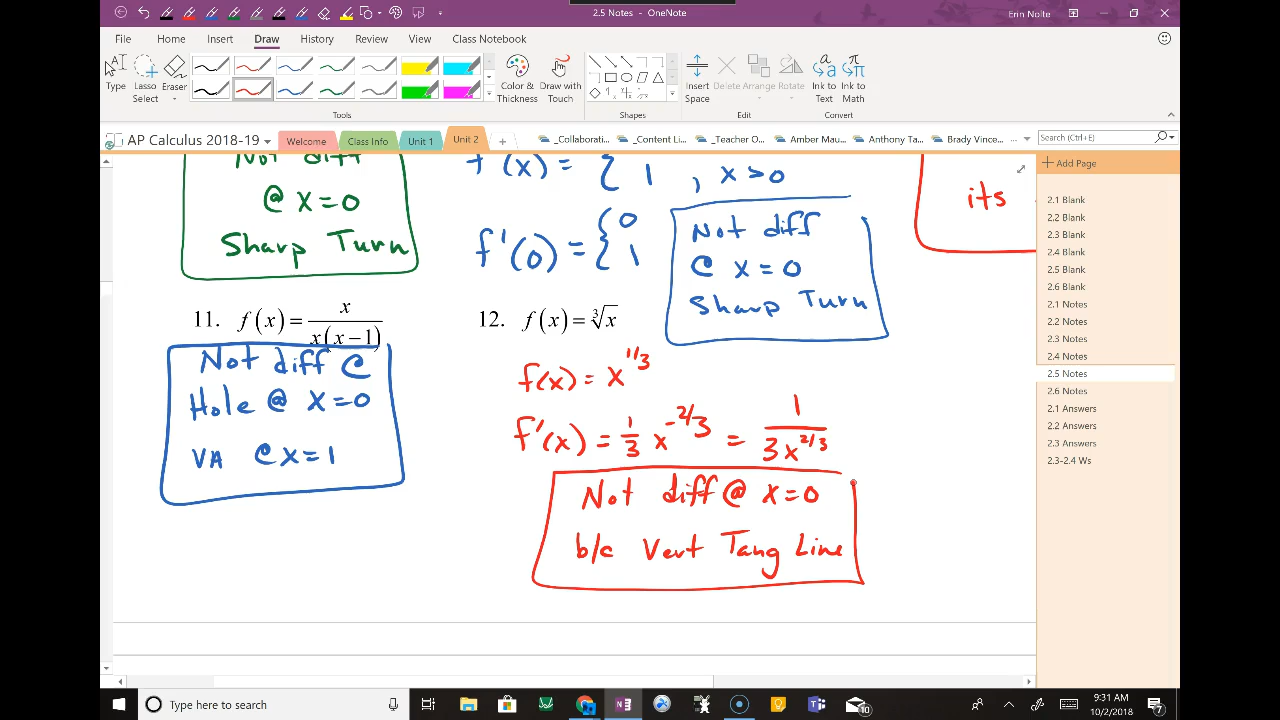 2.5 Notes - OneNote
Erin Nolte
File Home Insert Draw History Review View Class Notebook
Type
Lasso Select
Eraser
Color & Thickness
Draw with Touch
Insert Space
Delete
Arrange
Rotate
Ink to Text
Ink to Math
Tools
Shapes
Edit
Convert
AP Calculus 2018-19
Welcome Class Info Unit 1 Unit 2
_Collaborati... _Content Li... _Teacher O... Amber Mau... Anthony Ta... Brady Vince...
Search (Ctrl+E)
Add Page
2.1 Blank
2.2 Blank
2.3 Blank
2.4 Blank
2.5 Blank
2.6 Blank
2.1 Notes
2.2 Notes
2.3 Notes
2.4 Notes
2.5 Notes
2.6 Notes
2.1 Answers
2.2 Answers
2.3 Answers
2.3-2.4 Ws
Not diff
@ x=0
Sharp Turn
f'(x) = { 1 , x>0
f'(0) = { 0
1
Not diff
@ x=0
Sharp Turn
its
11. f(x) = x / x(x−1)
Not diff @
Hole @ x=0
VA @ x=1
12. f(x) = ∛x
f(x) = x^1/3
f'(x) = 1/3 x^-2/3 = 1 / 3x^2/3
Not diff @ x=0
b/c Vert Tang Line
Type here to search
9:31 AM
10/2/2018
10
7